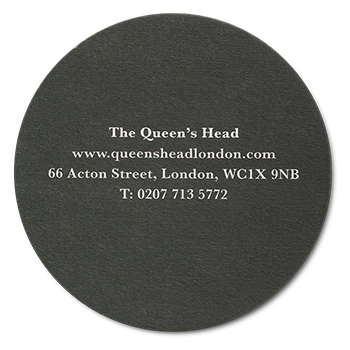 The Queen's Head
www.queensheadlondon.com
66 Acton Street, London, WC1X 9NB
T: 0207 713 5772